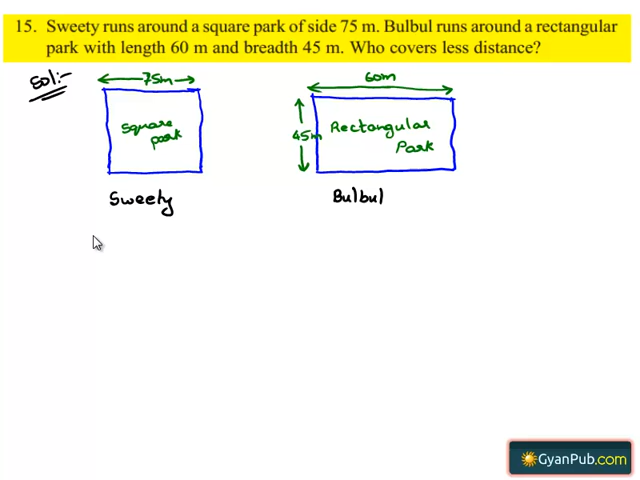 15. Sweety runs around a square park of side 75 m. Bulbul runs around a rectangular
park with length 60 m and breadth 45 m. Who covers less distance?
Sol:-
75m
60m
Square
park
45m
Rectangular
Park
Sweety
Bulbul
GyanPub.com